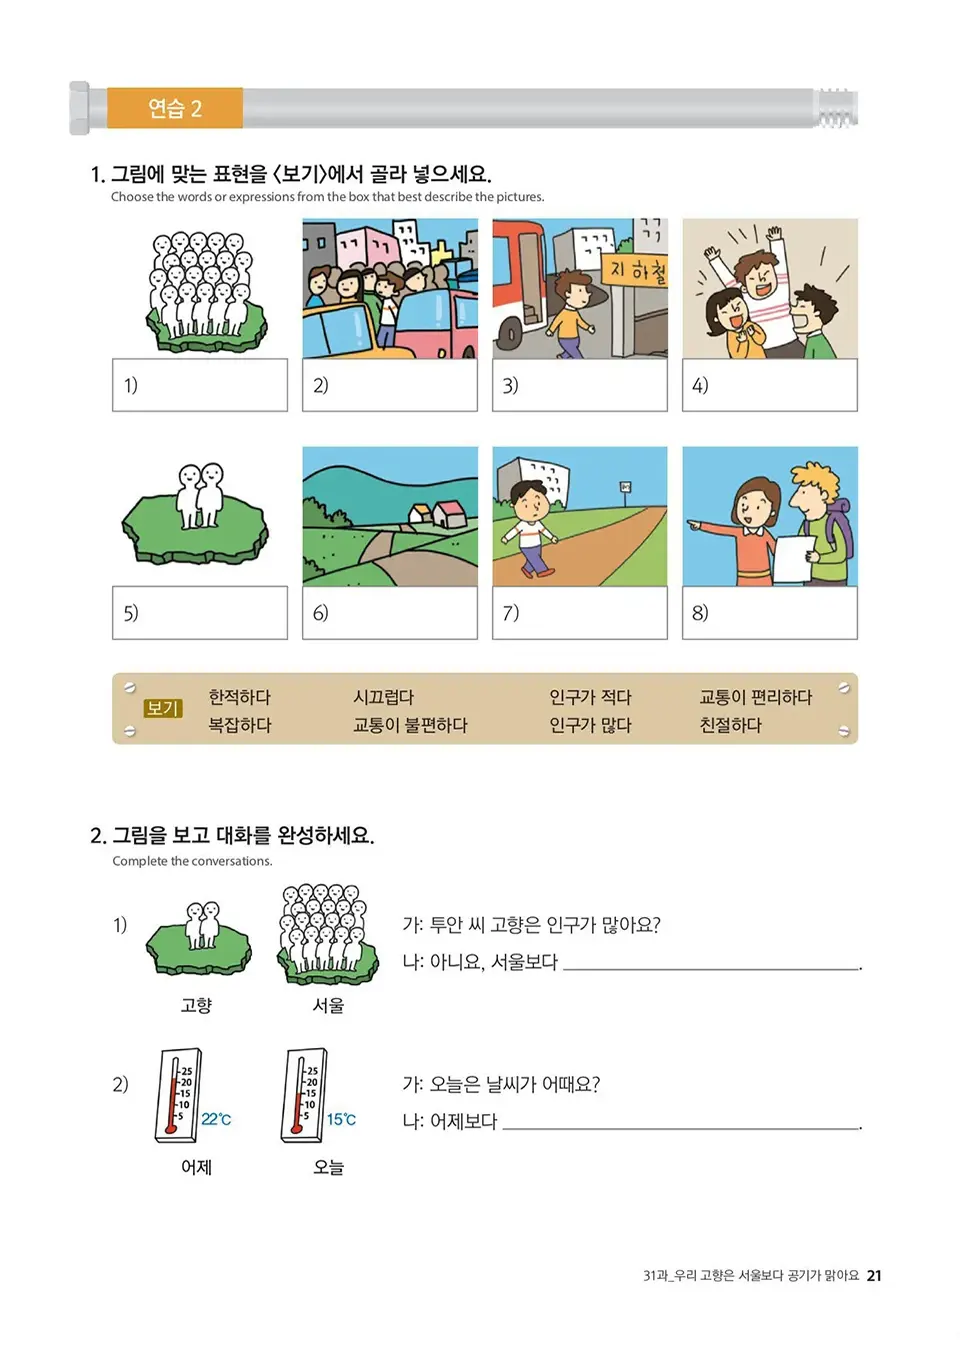 연습 2
1. 그림에 맞는 표현을 〈보기〉에서 골라 넣으세요.
Choose the words or expressions from the box that best describe the pictures.
지하철
1)
2)
3)
4)
5)
6)
7)
8)
보기
한적하다 시끄럽다 인구가 적다 교통이 편리하다
복잡하다 교통이 불편하다 인구가 많다 친절하다
2. 그림을 보고 대화를 완성하세요.
Complete the conversations.
1)
고향
서울
가: 투안 씨 고향은 인구가 많아요?
나: 아니요, 서울보다 ______________________________.
2)
25
20
15
10
5
22℃
어제
25
20
15
10
5
15℃
오늘
가: 오늘은 날씨가 어때요?
나: 어제보다 ____________________________________.
31과_우리 고향은 서울보다 공기가 맑아요 21